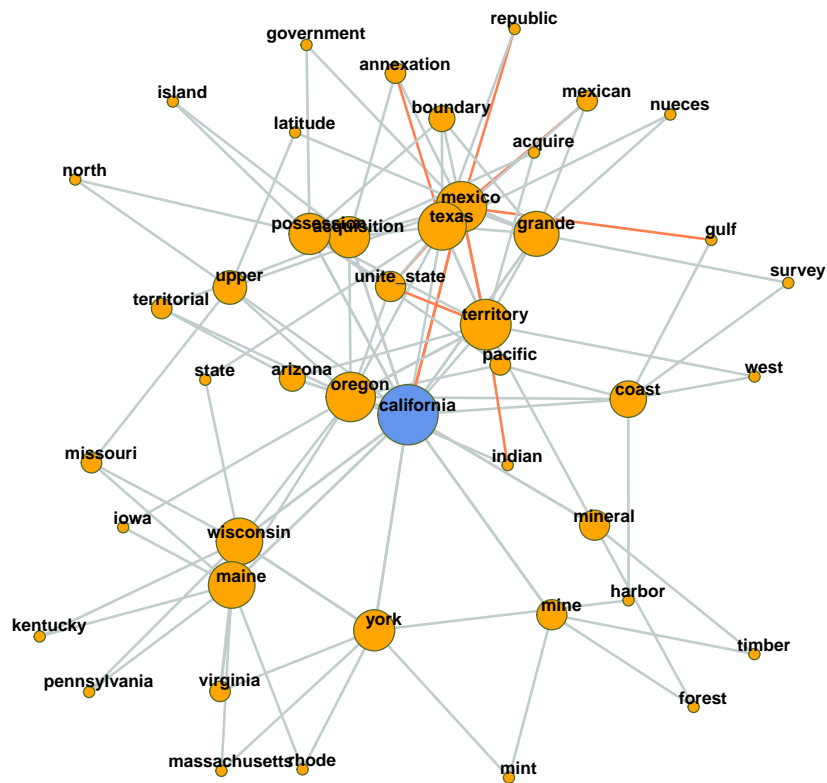 republic
government
annexation
mexican
island
boundary
nueces
latitude
acquire
north
mexico
texas
possession
acquisition
grande
gulf
upper
unite_state
survey
territorial
territory
pacific
state
arizona
west
oregon
coast
california
missouri
indian
iowa
mineral
wisconsin
maine
harbor
mine
kentucky
york
timber
pennsylvania
virginia
forest
massachusetts
rhode
mint